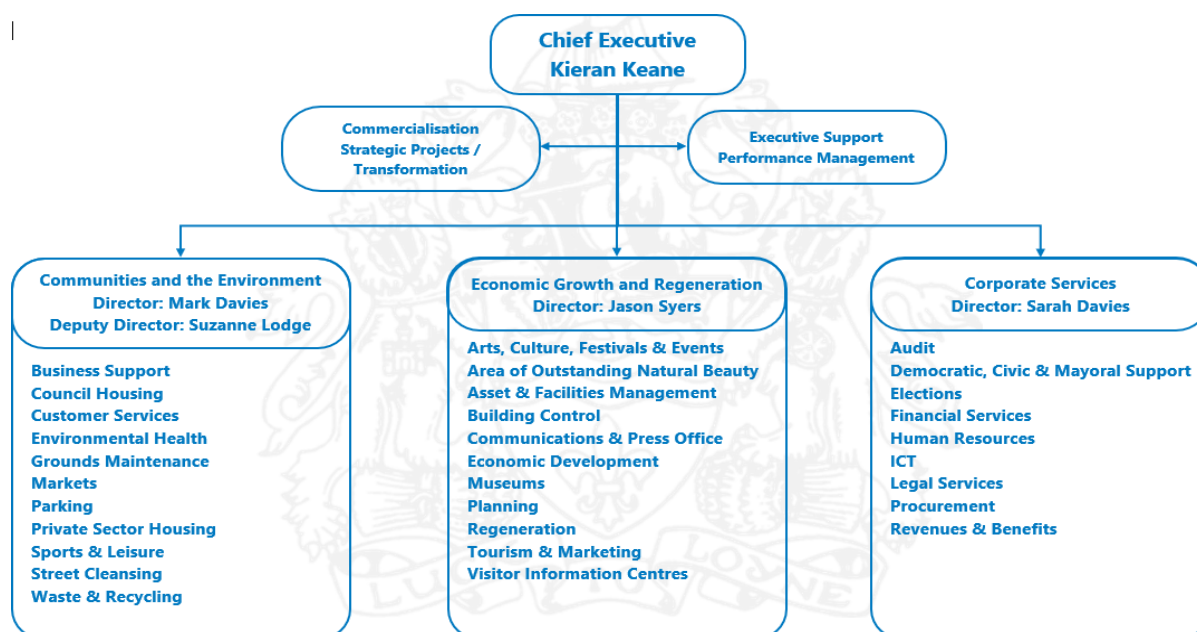 Chief Executive
Kieran Keane
Commercialisation
Strategic Projects /
Transformation
Executive Support
Performance Management
Communities and the Environment
Director: Mark Davies
Deputy Director: Suzanne Lodge
Business Support
Council Housing
Customer Services
Environmental Health
Grounds Maintenance
Markets
Parking
Private Sector Housing
Sports & Leisure
Street Cleansing
Waste & Recycling
Economic Growth and Regeneration
Director: Jason Syers
Arts, Culture, Festivals & Events
Area of Outstanding Natural Beauty
Asset & Facilities Management
Building Control
Communications & Press Office
Economic Development
Museums
Planning
Regeneration
Tourism & Marketing
Visitor Information Centres
Corporate Services
Director: Sarah Davies
Audit
Democratic, Civic & Mayoral Support
Elections
Financial Services
Human Resources
ICT
Legal Services
Procurement
Revenues & Benefits
LUCK TO LOYNE